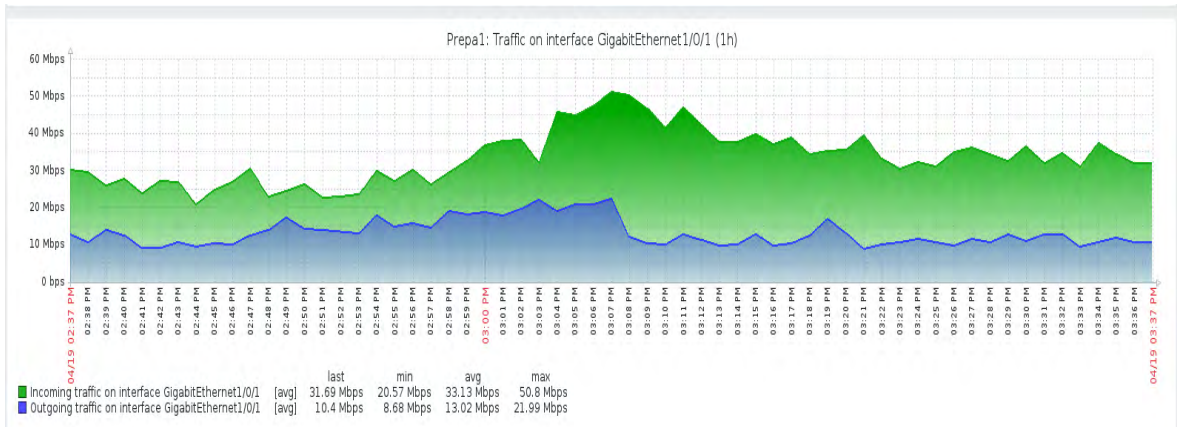 Prepa1: Traffic on interface GigabitEthernet1/0/1 (1h)
60 Mbps
50 Mbps
40 Mbps
30 Mbps
20 Mbps
10 Mbps
0 bps
04/19 02:37 PM
02:38 PM
02:39 PM
02:40 PM
02:41 PM
02:42 PM
02:43 PM
02:44 PM
02:45 PM
02:46 PM
02:47 PM
02:48 PM
02:49 PM
02:50 PM
02:51 PM
02:52 PM
02:53 PM
02:54 PM
02:55 PM
02:56 PM
02:57 PM
02:58 PM
02:59 PM
03:00 PM
03:01 PM
03:02 PM
03:03 PM
03:04 PM
03:05 PM
03:06 PM
03:07 PM
03:08 PM
03:09 PM
03:10 PM
03:11 PM
03:12 PM
03:13 PM
03:14 PM
03:15 PM
03:16 PM
03:17 PM
03:18 PM
03:19 PM
03:20 PM
03:21 PM
03:22 PM
03:23 PM
03:24 PM
03:25 PM
03:26 PM
03:27 PM
03:28 PM
03:29 PM
03:30 PM
03:31 PM
03:32 PM
03:33 PM
03:34 PM
03:35 PM
03:36 PM
04/19 03:37 PM
last min avg max
Incoming traffic on interface GigabitEthernet1/0/1 [avg] 31.69 Mbps 20.57 Mbps 33.13 Mbps 50.8 Mbps
Outgoing traffic on interface GigabitEthernet1/0/1 [avg] 10.4 Mbps 8.68 Mbps 13.02 Mbps 21.99 Mbps